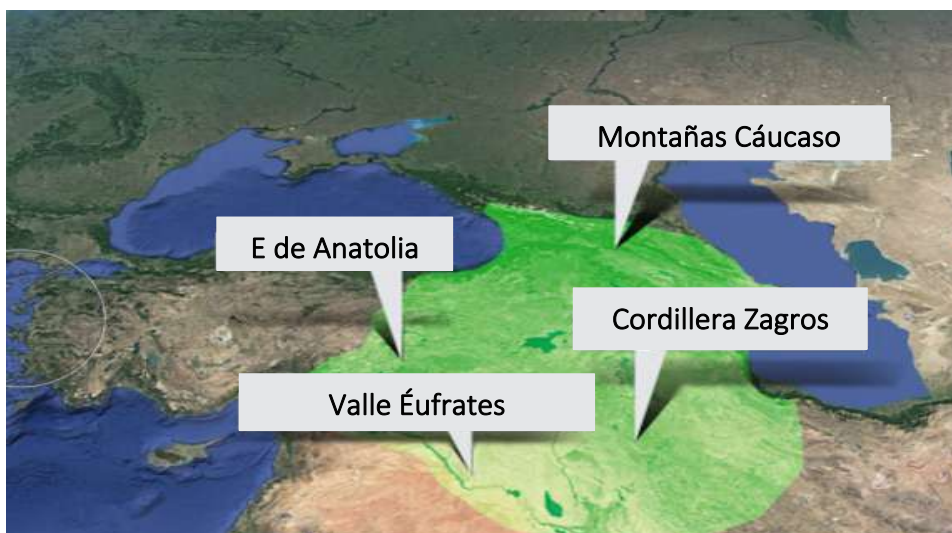 Montañas Cáucaso
E de Anatolia
Cordillera Zagros
Valle Éufrates